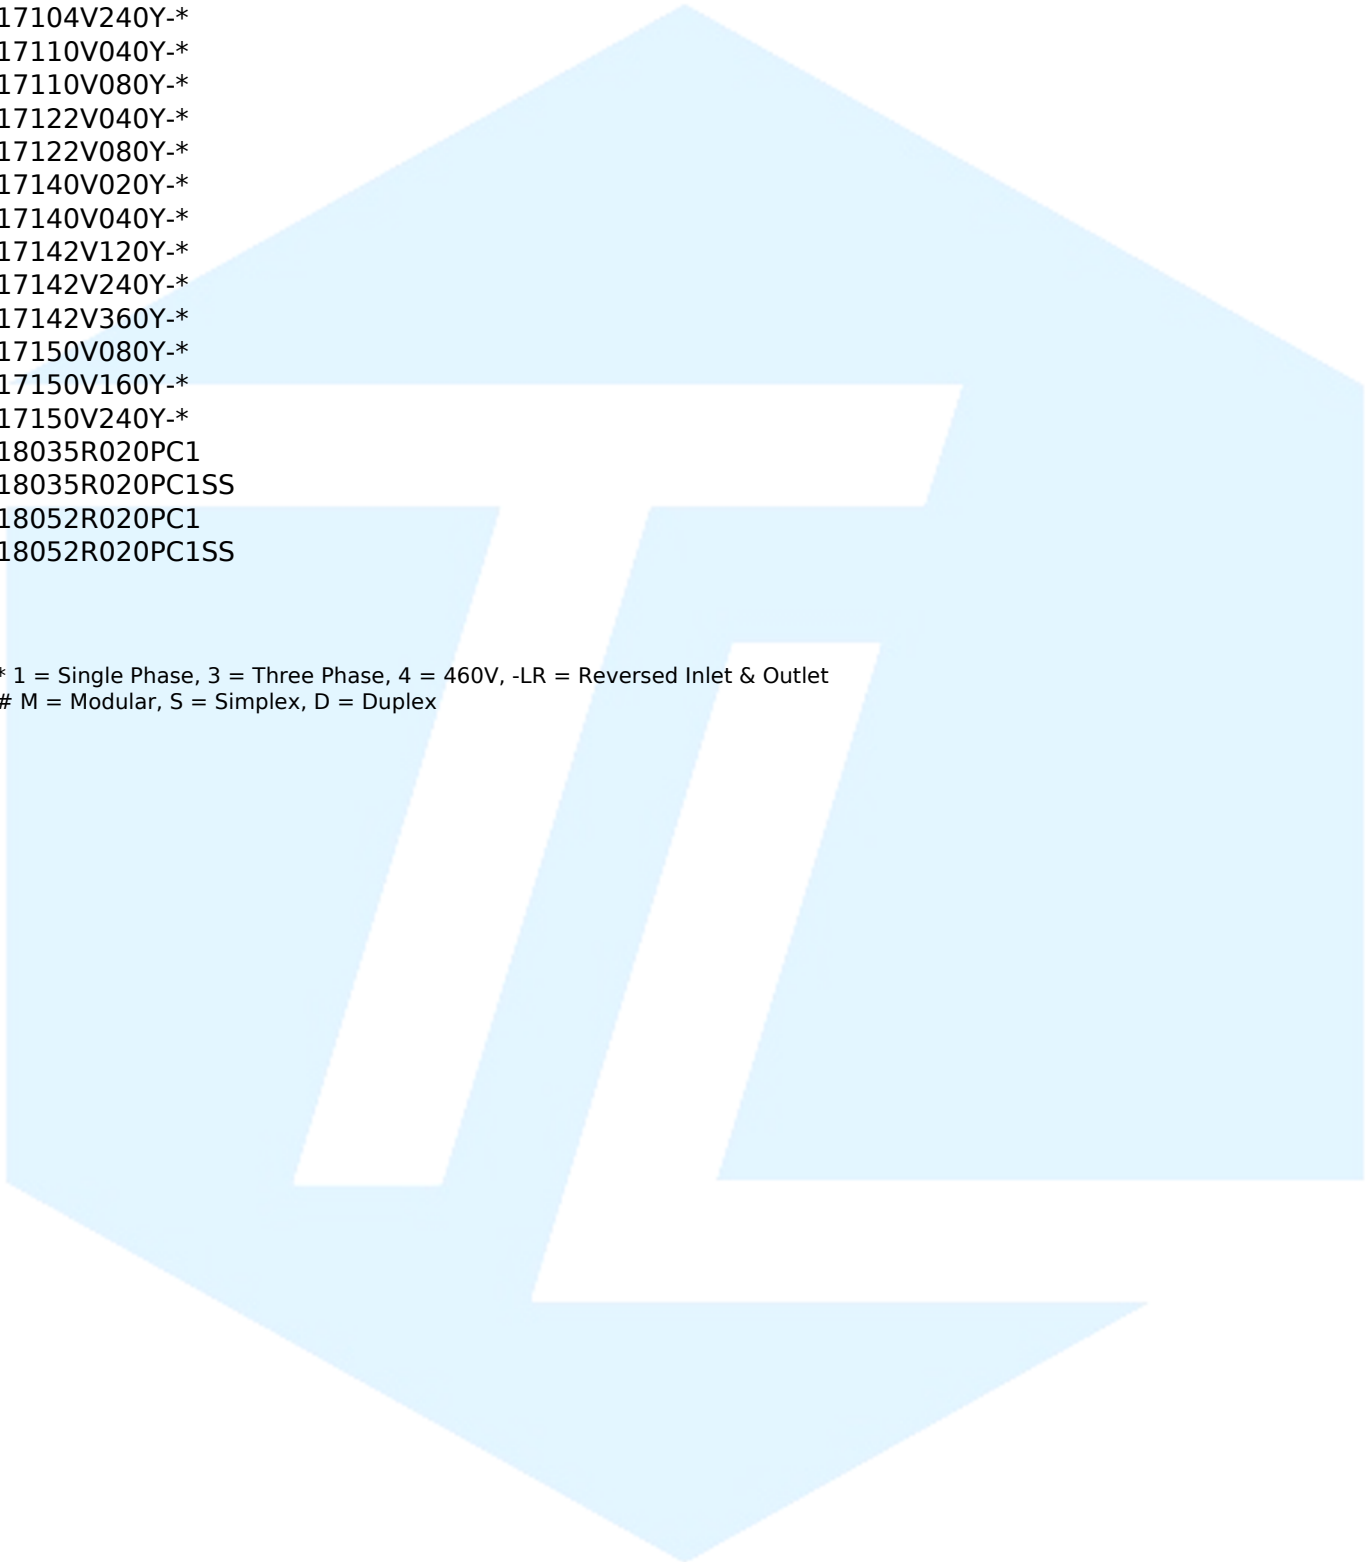 17104V240Y-*
17110V040Y-*
17110V080Y-*
17122V040Y-*
17122V080Y-*
17140V020Y-*
17140V040Y-*
17142V120Y-*
17142V240Y-*
17142V360Y-*
17150V080Y-*
17150V160Y-*
17150V240Y-*
18035R020PC1
18035R020PC1SS
18052R020PC1
18052R020PC1SS
* 1 = Single Phase, 3 = Three Phase, 4 = 460V, -LR = Reversed Inlet & Outlet
# M = Modular, S = Simplex, D = Duplex
TL